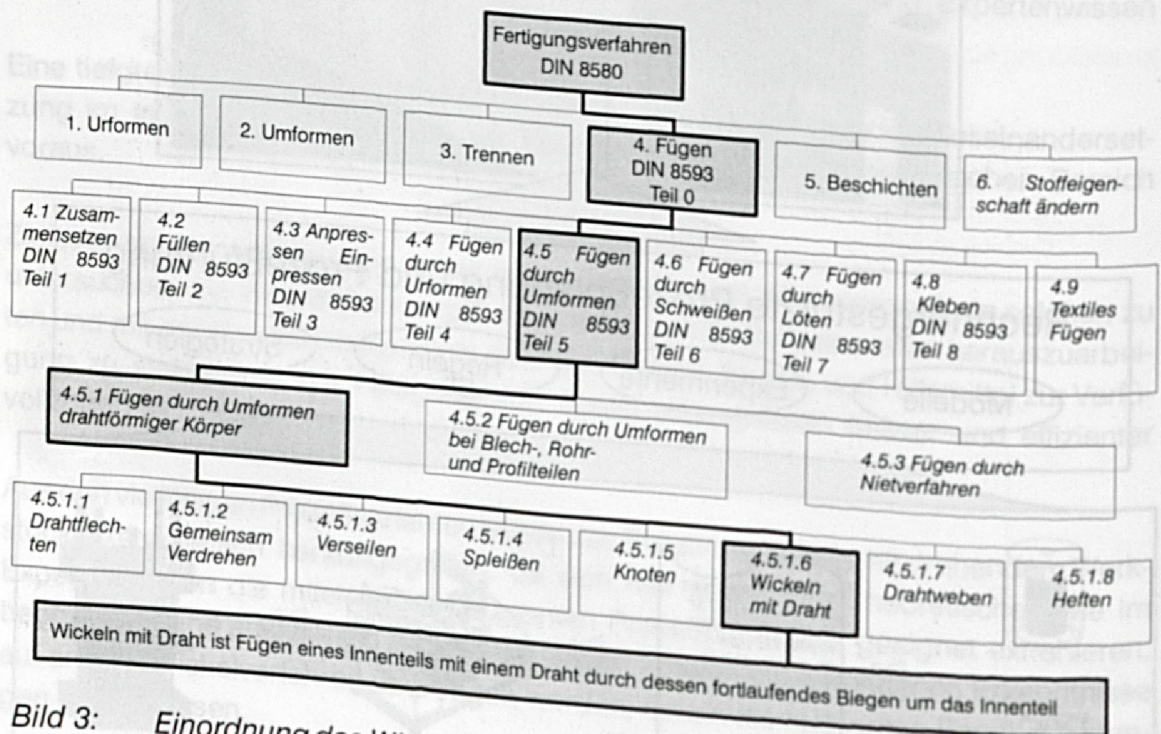 Fertigungsverfahren
DIN 8580
1. Urformen
2. Umformen
3. Trennen
4. Fügen
DIN 8593
Teil 0
5. Beschichten
6. Stoffeigen-
schaft ändern
4.1 Zusam-
mensetzen
DIN 8593
Teil 1
4.2
Füllen
DIN 8593
Teil 2
4.3 Anpres-
sen Ein-
pressen
DIN 8593
Teil 3
4.4 Fügen
durch
Urformen
DIN 8593
Teil 4
4.5 Fügen
durch
Umformen
DIN 8593
Teil 5
4.6 Fügen
durch
Schweißen
DIN 8593
Teil 6
4.7 Fügen
durch
Löten
DIN 8593
Teil 7
4.8
Kleben
DIN 8593
Teil 8
4.9
Textiles
Fügen
4.5.1 Fügen durch Umformen
drahtförmiger Körper
4.5.2 Fügen durch Umformen
bei Blech-, Rohr-
und Profilteilen
4.5.3 Fügen durch
Nietverfahren
4.5.1.1
Drahtflech-
ten
4.5.1.2
Gemeinsam
Verdrehen
4.5.1.3
Verseilen
4.5.1.4
Spleißen
4.5.1.5
Knoten
4.5.1.6
Wickeln
mit Draht
4.5.1.7
Drahtweben
4.5.1.8
Heften
Wickeln mit Draht ist Fügen eines Innenteils mit einem Draht durch dessen fortlaufendes Biegen um das Innenteil
Bild 3: Einordnung des